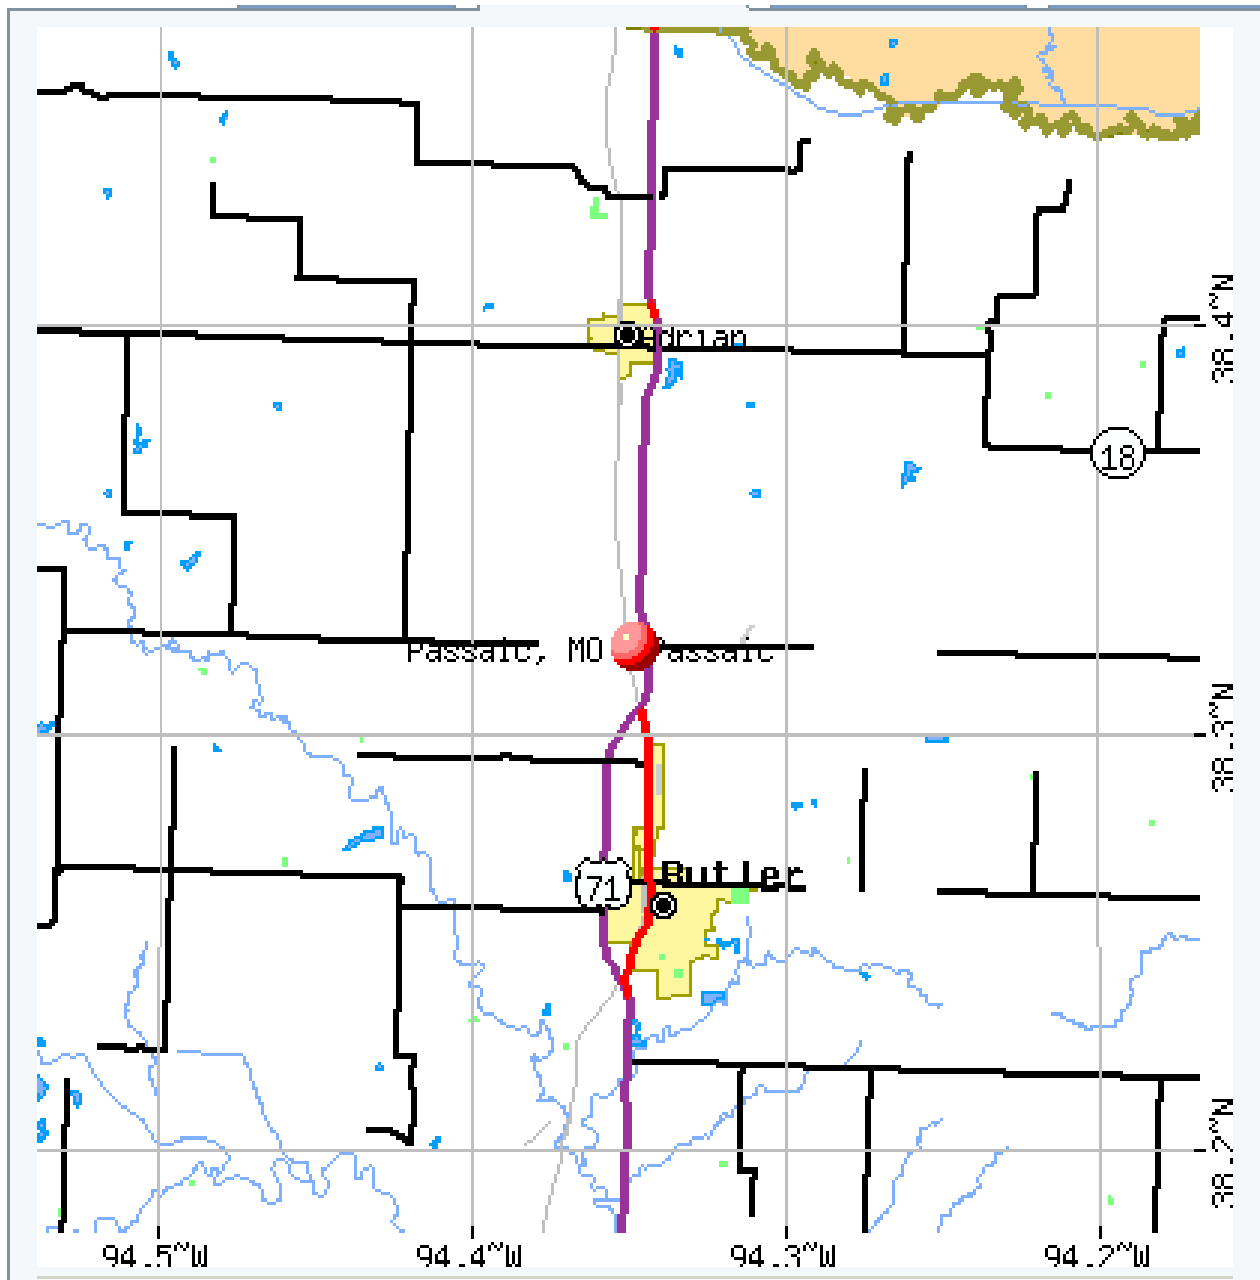 Adrian
38.4~N
18
Passaic, MO
Passaic
38.3~N
Butler
71
38.2~N
94.5~W
94.4~W
94.3~W
94.2~W